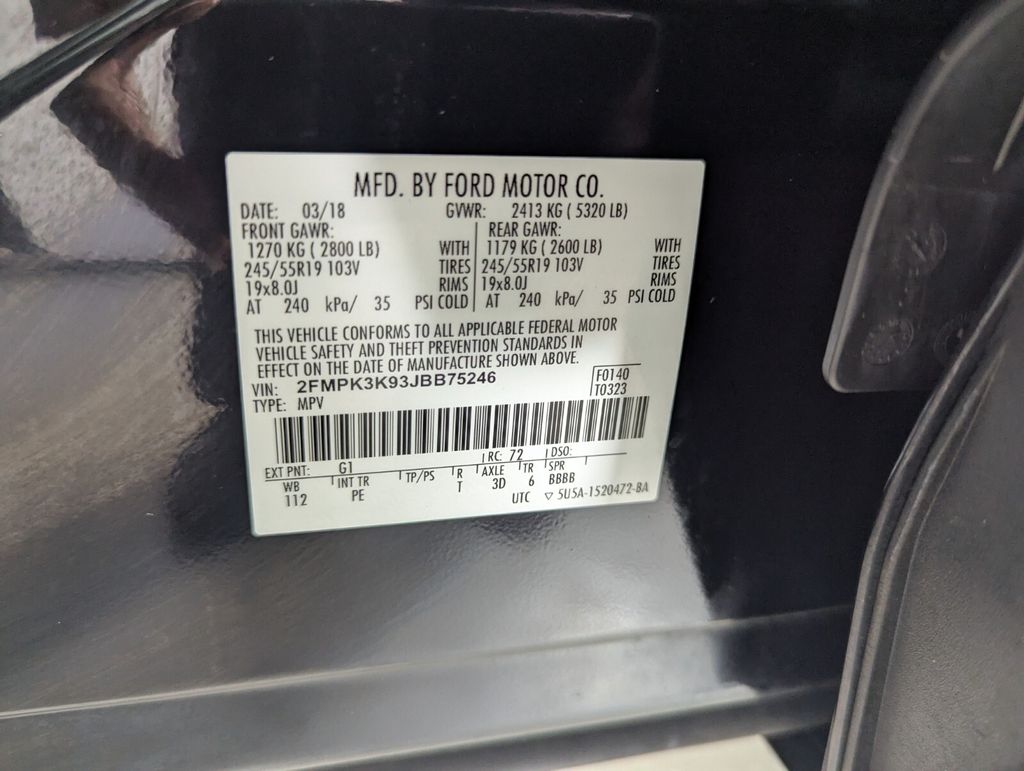 MFD. BY FORD MOTOR CO.
DATE: 03/18 GVWR: 2413 KG ( 5320 LB)
FRONT GAWR: REAR GAWR:
1270 KG ( 2800 LB) WITH 1179 KG ( 2600 LB) WITH
245/55R19 103V TIRES 245/55R19 103V TIRES
19x8.0J RIMS 19x8.0J RIMS
AT 240 kPa/ 35 PSI COLD AT 240 kPa/ 35 PSI COLD
THIS VEHICLE CONFORMS TO ALL APPLICABLE FEDERAL MOTOR
VEHICLE SAFETY AND THEFT PREVENTION STANDARDS IN
EFFECT ON THE DATE OF MANUFACTURE SHOWN ABOVE.
VIN: 2FMPK3K93JBB75246 F0140
TYPE: MPV T0323
EXT PNT: G1 RC: 72 DSO:
WB INT TR TP/PS R AXLE TR SPR
112 PE T 3D 6 BBBB
UTC ▽ 5U5A-1520472-BA